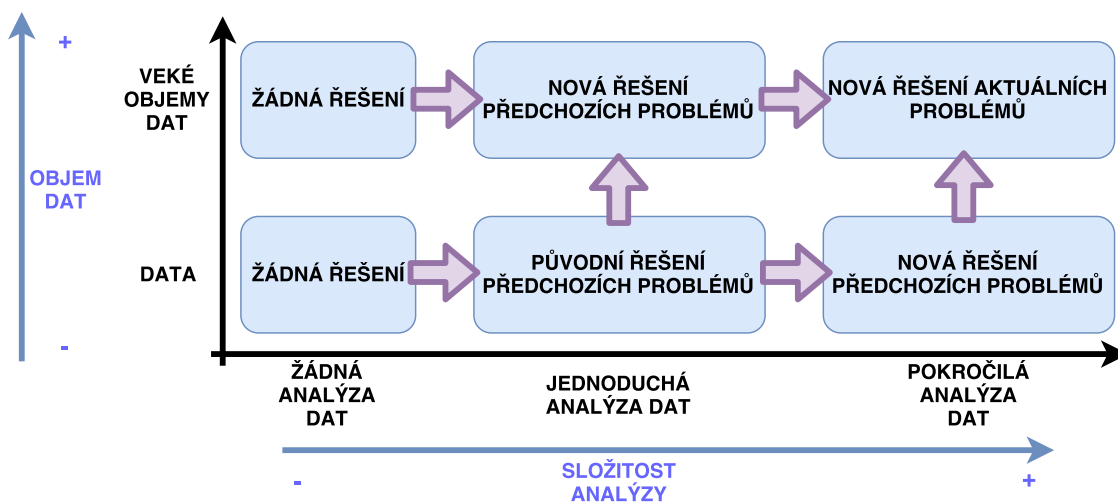 +
VEKÉ
OBJEMY
DAT
ŽÁDNÁ ŘEŠENÍ
NOVÁ ŘEŠENÍ
PŘEDCHOZÍCH PROBLÉMŮ
NOVÁ ŘEŠENÍ AKTUÁLNÍCH
PROBLÉMŮ
OBJEM
DAT
DATA
ŽÁDNÁ ŘEŠENÍ
PŮVODNÍ ŘEŠENÍ
PŘEDCHOZÍCH PROBLÉMŮ
NOVÁ ŘEŠENÍ
PŘEDCHOZÍCH PROBLÉMŮ
-
ŽÁDNÁ
ANALÝZA
DAT
JEDNODUCHÁ
ANALÝZA DAT
POKROČILÁ
ANALÝZA
DAT
-
SLOŽITOST
ANALÝZY
+